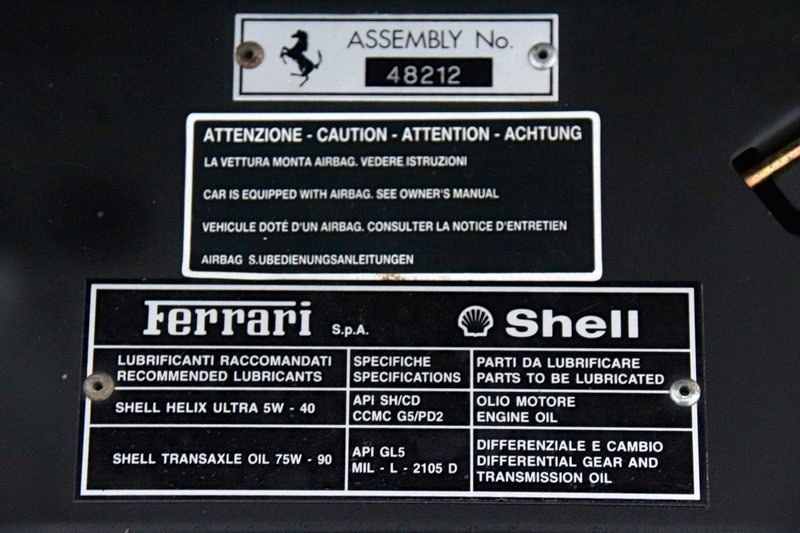 ASSEMBLY No.
48212
ATTENZIONE - CAUTION - ATTENTION - ACHTUNG
LA VETTURA MONTA AIRBAG. VEDERE ISTRUZIONI
CAR IS EQUIPPED WITH AIRBAG. SEE OWNER'S MANUAL
VEHICULE DOTÉ D'UN AIRBAG. CONSULTER LA NOTICE D'ENTRETIEN
AIRBAG S.UBEDIENUNGSANLEITUNGEN
Ferrari S.p.A. Shell
LUBRIFICANTI RACCOMANDATI
RECOMMENDED LUBRICANTS
SPECIFICHE
SPECIFICATIONS
PARTI DA LUBRIFICARE
PARTS TO BE LUBRICATED
SHELL HELIX ULTRA 5W - 40
API SH/CD
CCMC G5/PD2
OLIO MOTORE
ENGINE OIL
SHELL TRANSAXLE OIL 75W - 90
API GL5
MIL - L - 2105 D
DIFFERENZIALE E CAMBIO
DIFFERENTIAL GEAR AND
TRANSMISSION OIL